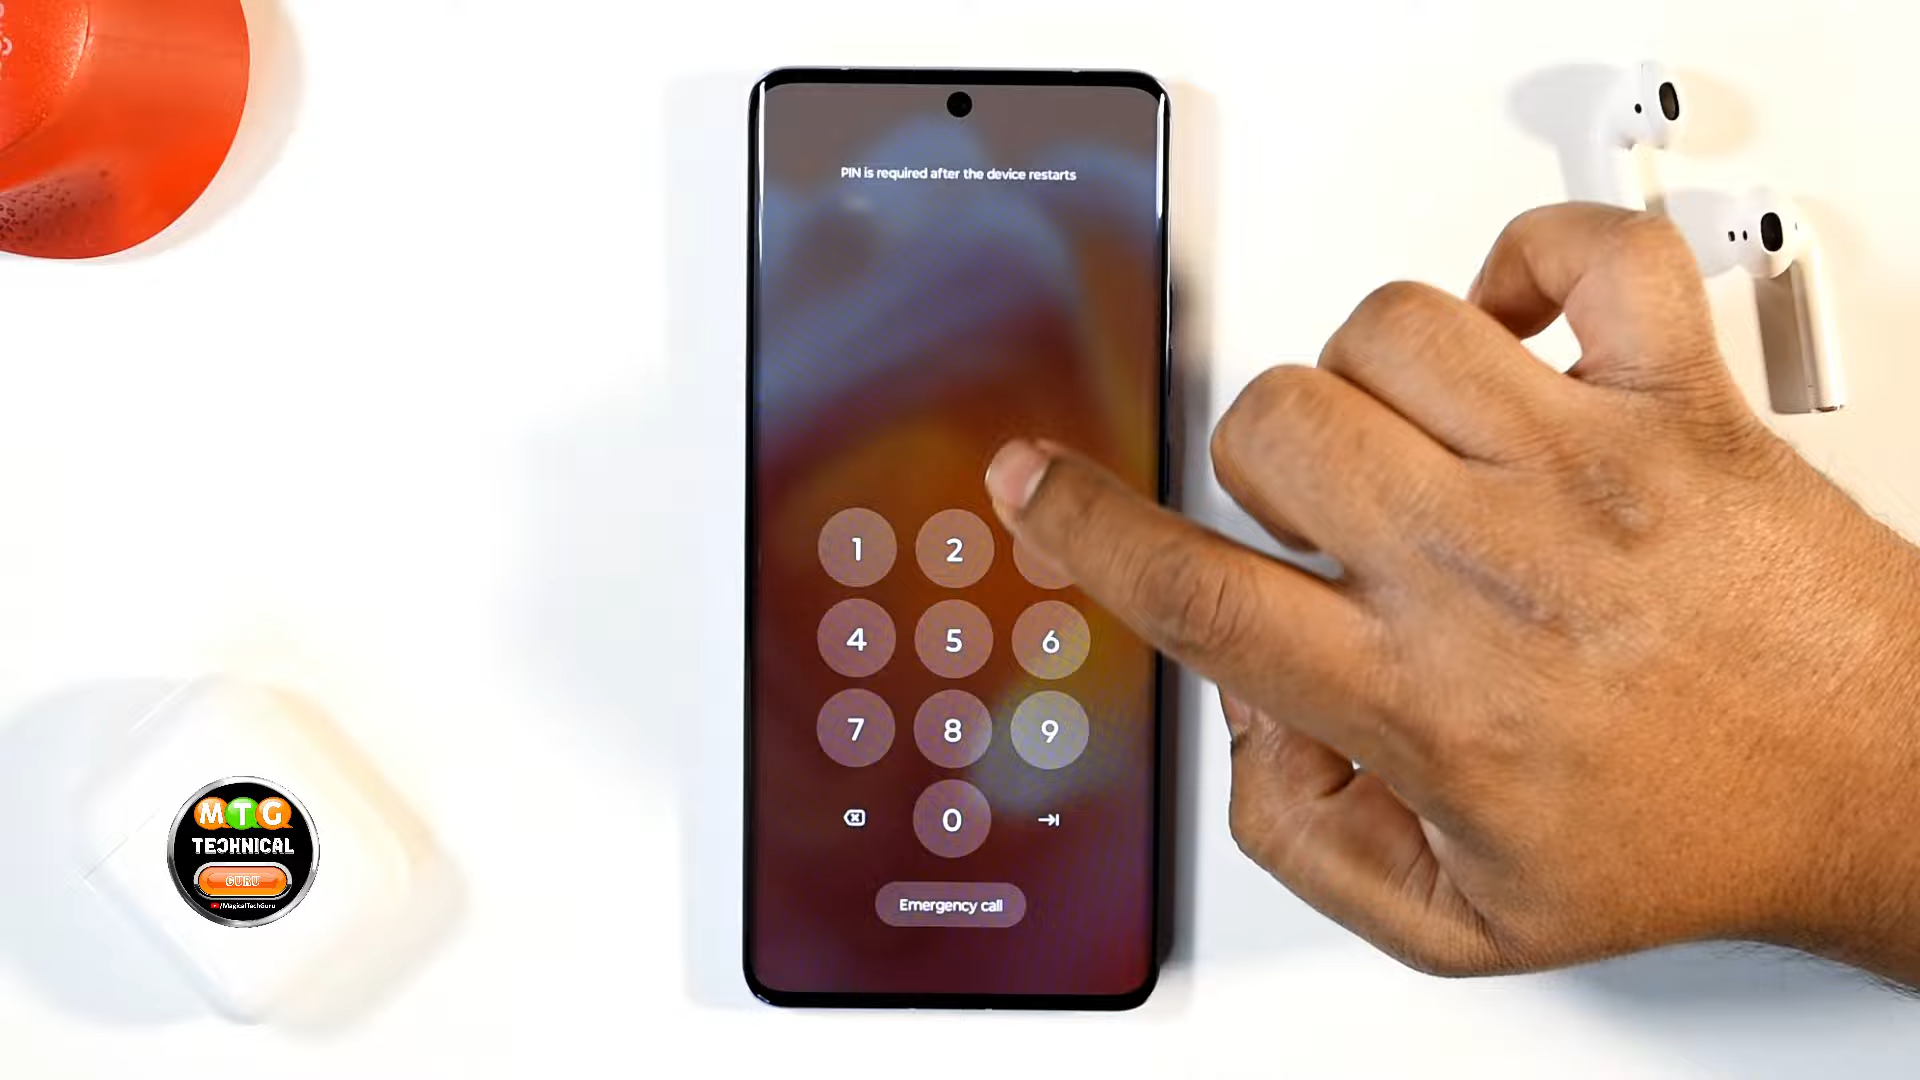 PIN is required after the device restarts
1 2
4 5 6
7 8 9
0
Emergency call
MTG
TECHNICAL
GURU
/MagicalTechGuru